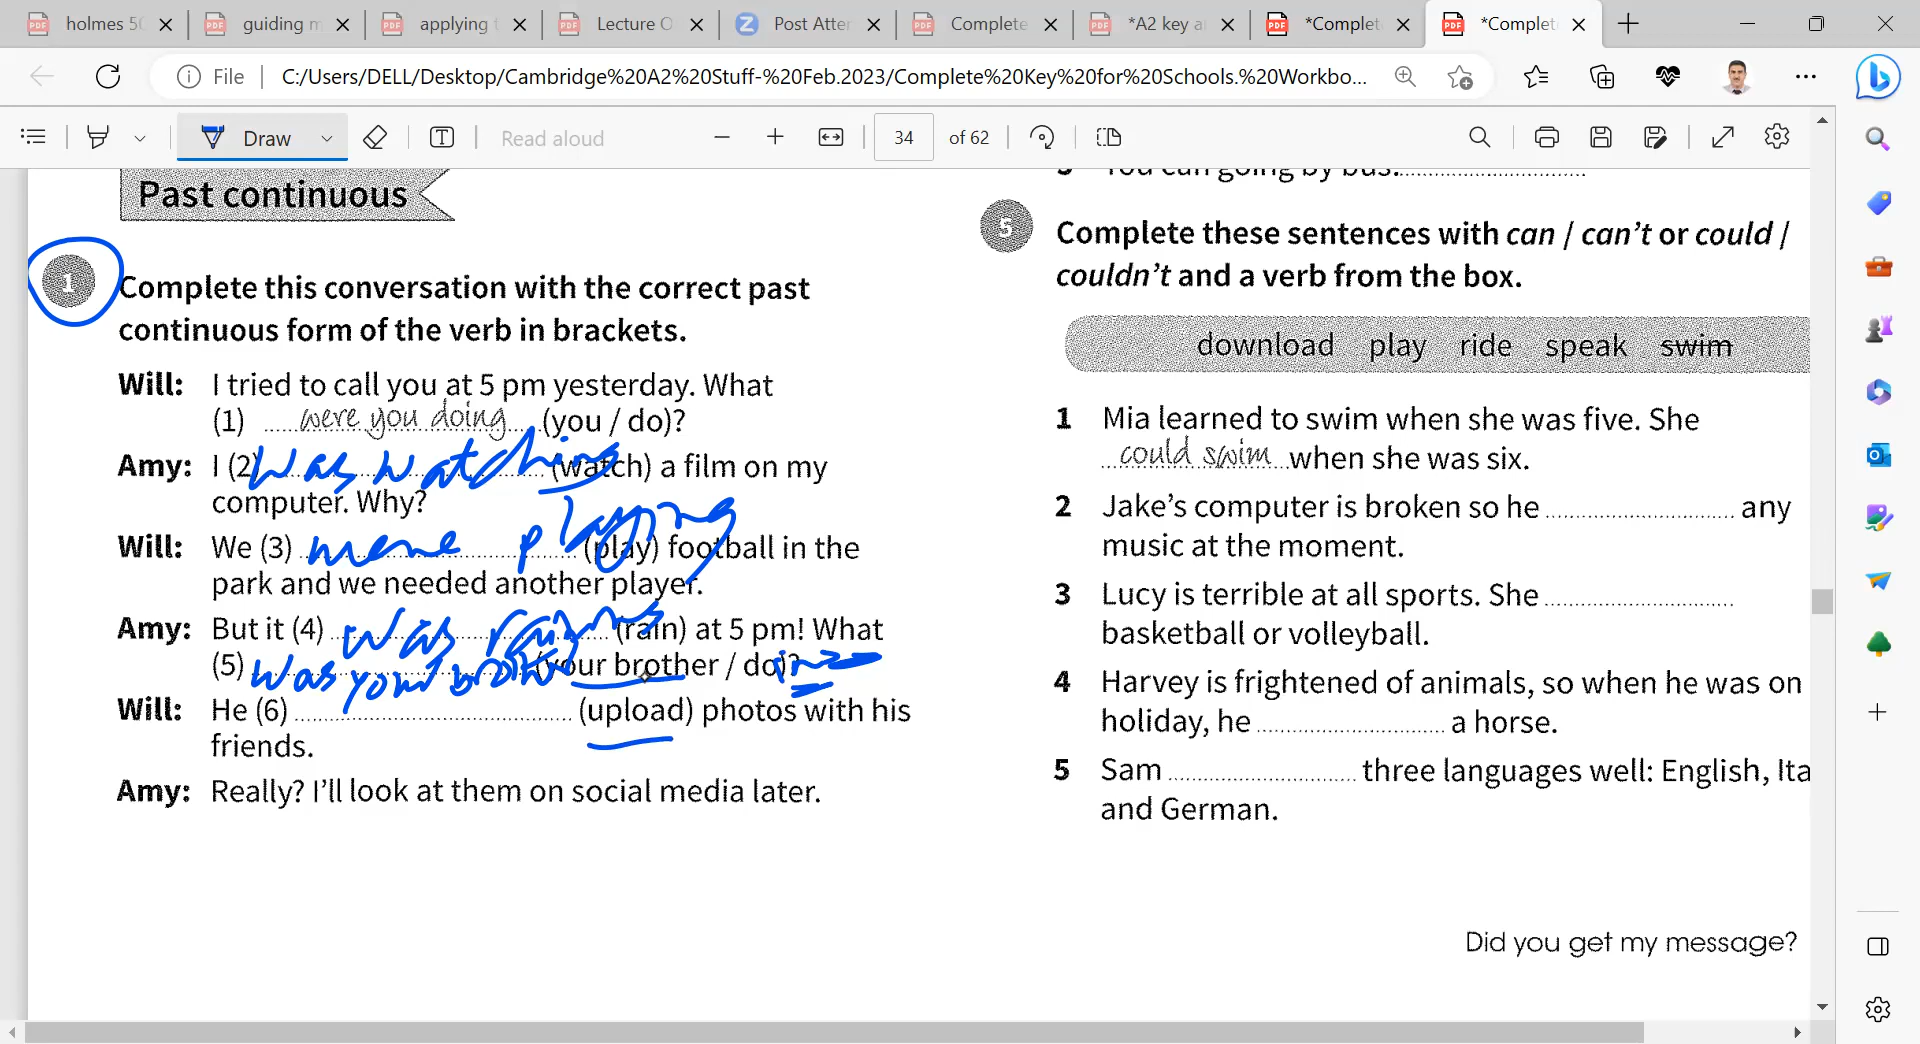 holmes 50
guiding m
applying t
Lecture O
Post Atte
Complete
*A2 key a
*Complet
*Complet
File
C:/Users/DELL/Desktop/Cambridge%20A2%20Stuff-%20Feb.2023/Complete%20Key%20for%20Schools.%20Workbo...
Draw
Read aloud
34
of 62
Past continuous
1
Complete this conversation with the correct past
continuous form of the verb in brackets.
Will: I tried to call you at 5 pm yesterday. What
(1) were you doing (you / do)?
Amy: I (2) was watching (watch) a film on my
computer. Why?
Will: We (3) were playing (play) football in the
park and we needed another player.
Amy: But it (4) was raining (rain) at 5 pm! What
(5) was your brother (your brother / do)?
Will: He (6) (upload) photos with his
friends.
Amy: Really? I'll look at them on social media later.
3 You can going by bus.
5
Complete these sentences with can / can't or could /
couldn't and a verb from the box.
download play ride speak swim
1 Mia learned to swim when she was five. She
could swim when she was six.
2 Jake's computer is broken so he any
music at the moment.
3 Lucy is terrible at all sports. She
basketball or volleyball.
4 Harvey is frightened of animals, so when he was on
holiday, he a horse.
5 Sam three languages well: English, Ita
and German.
Did you get my message?